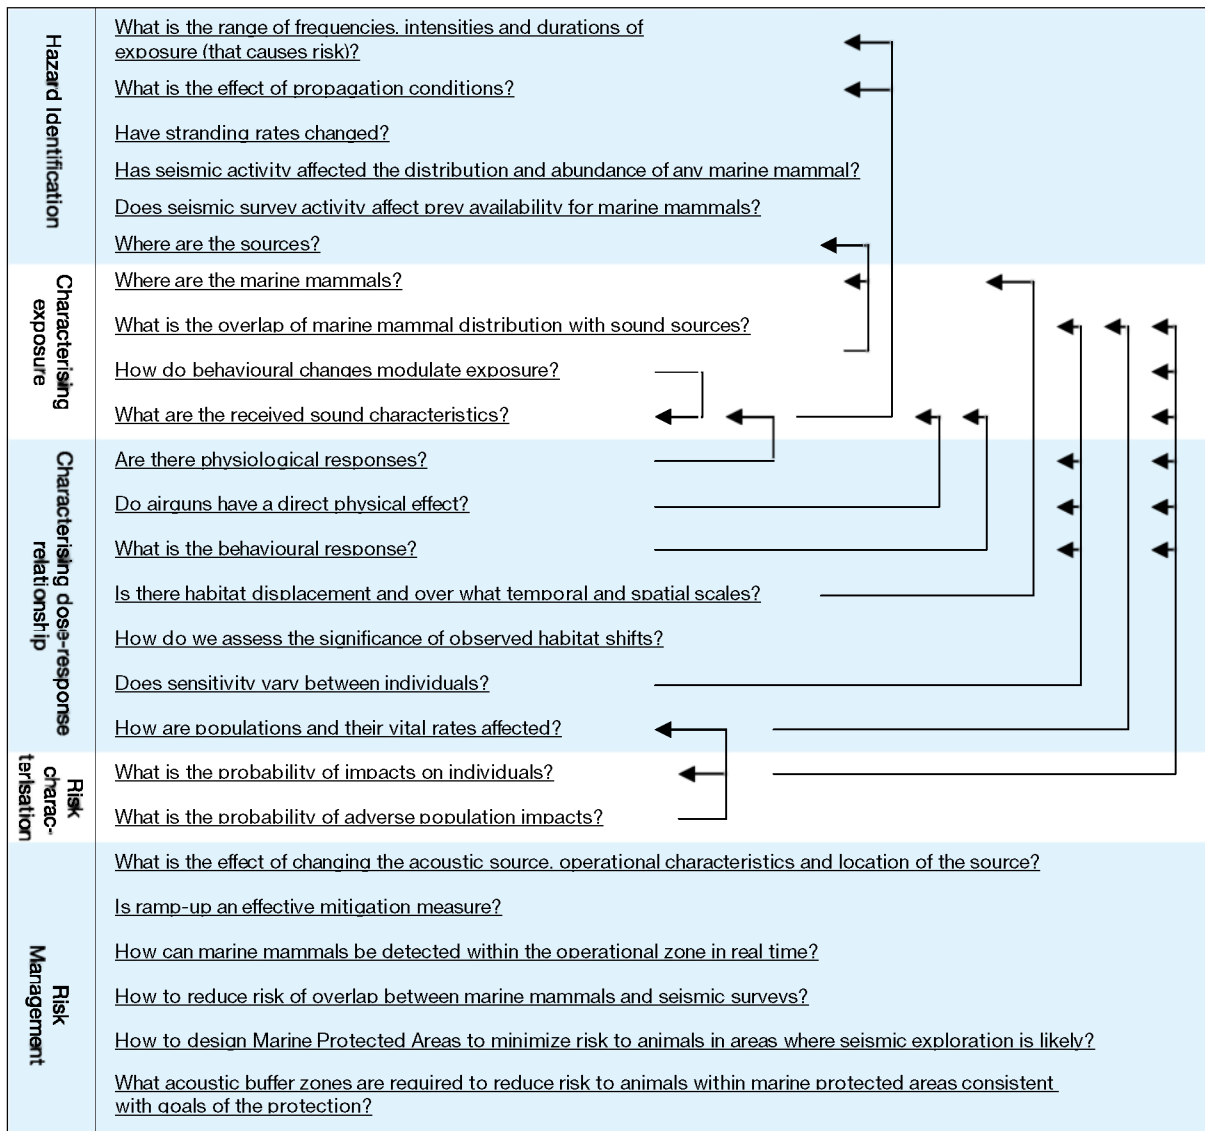 Hazard Identification
What is the range of frequencies, intensities and durations of
exposure (that causes risk)?
What is the effect of propagation conditions?
Have stranding rates changed?
Has seismic activity affected the distribution and abundance of any marine mammal?
Does seismic survey activity affect prey availability for marine mammals?
Where are the sources?
Characterising
exposure
Where are the marine mammals?
What is the overlap of marine mammal distribution with sound sources?
How do behavioural changes modulate exposure?
What are the received sound characteristics?
Characterising dose-response
relationship
Are there physiological responses?
Do airguns have a direct physical effect?
What is the behavioural response?
Is there habitat displacement and over what temporal and spatial scales?
How do we assess the significance of observed habitat shifts?
Does sensitivity vary between individuals?
How are populations and their vital rates affected?
Risk
charac-
terisation
What is the probability of impacts on individuals?
What is the probability of adverse population impacts?
Risk
Management
What is the effect of changing the acoustic source, operational characteristics and location of the source?
Is ramp-up an effective mitigation measure?
How can marine mammals be detected within the operational zone in real time?
How to reduce risk of overlap between marine mammals and seismic surveys?
How to design Marine Protected Areas to minimize risk to animals in areas where seismic exploration is likely?
What acoustic buffer zones are required to reduce risk to animals within marine protected areas consistent
with goals of the protection?